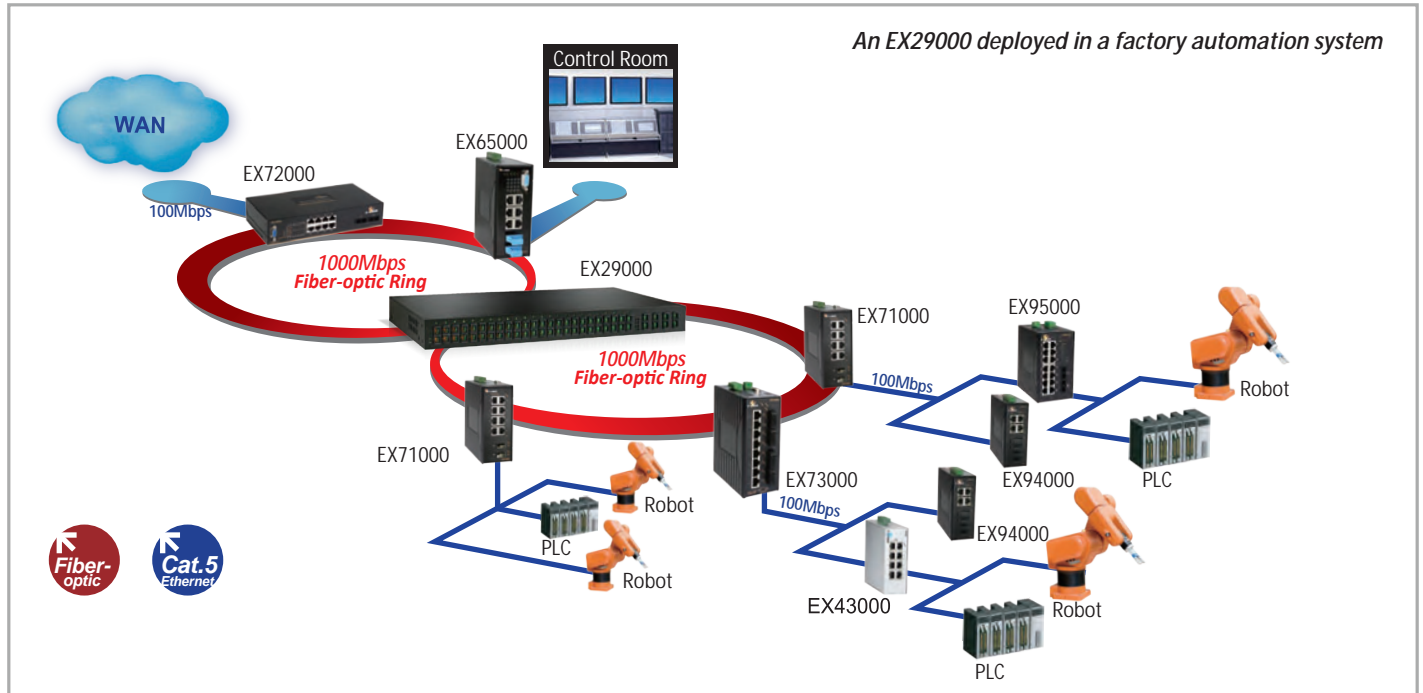 An EX29000 deployed in a factory automation system
Control Room
WAN
EX65000
EX72000
100Mbps
1000Mbps
Fiber-optic Ring
EX29000
EX71000
EX95000
1000Mbps
Fiber-optic Ring
100Mbps
Robot
EX71000
EX73000
EX94000
PLC
100Mbps
Robot
PLC
EX94000
Robot
EX43000
Robot
PLC
Fiber-
optic
Cat.5
Ethernet